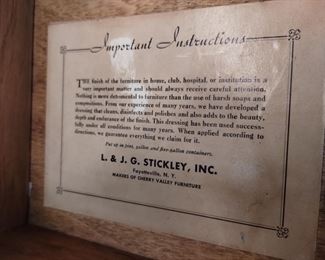 Important Instructions
THE finish of the furniture in home, club, hospital, or institution is a
very important matter and should always receive careful attention.
Nothing is more detrimental to furniture than the use of harsh soaps and
compositions. From our experience of many years, we have developed a
dressing that cleans, disinfects and polishes and also adds to the beauty,
depth and endurance of the finish. This dressing has been used success-
fully under all conditions for many years. When applied according to
directions, we guarantee everything we claim for it.
Put up in pint, gallon and five-gallon containers.
L. & J. G. STICKLEY, INC.
Fayetteville, N. Y.
MAKERS OF CHERRY VALLEY FURNITURE